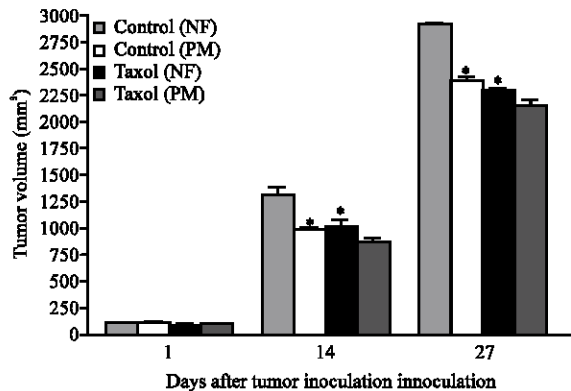 3000
2750
2500
2250
2000
1750
1500
1250
1000
750
500
250
0
Tumor volume (mm³)
Control (NF)
Control (PM)
Taxol (NF)
Taxol (PM)
* *
* *
1 14 27
Days after tumor inoculation innoculation